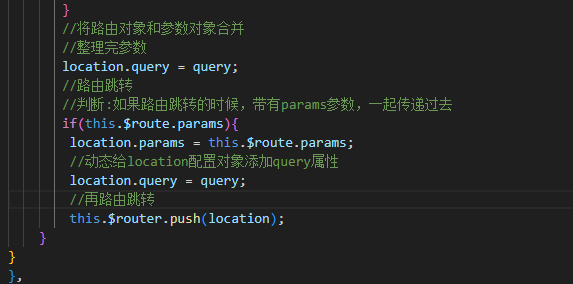 }
//将路由对象和参数对象合并
//整理完参数
location.query = query;
//路由跳转
//判断:如果路由跳转的时候，带有params参数，一起传递过去
if(this.$route.params){
location.params = this.$route.params;
//动态给location配置对象添加query属性
location.query = query;
//再路由跳转
this.$router.push(location);
}
}
},